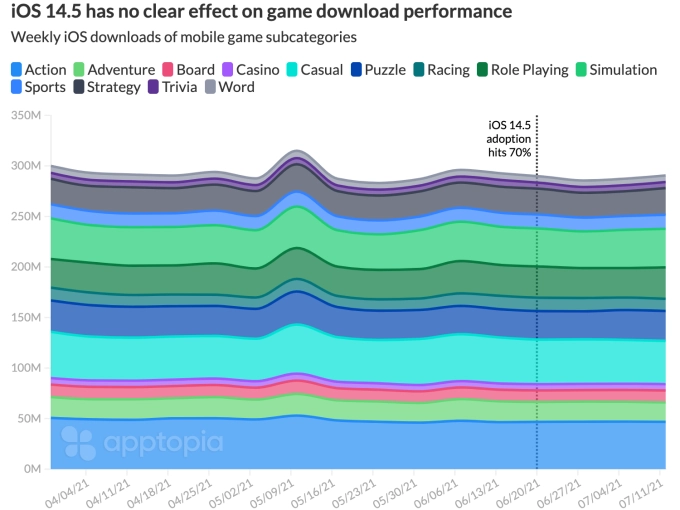 iOS 14.5 has no clear effect on game download performance
Weekly iOS downloads of mobile game subcategories
Action Adventure Board Casino Casual Puzzle Racing Role Playing Simulation
Sports Strategy Trivia Word
350M
iOS 14.5
adoption
hits 70%
300M
250M
200M
150M
100M
50M
0M
apptopia
04/04/21 04/11/21 04/18/21 04/25/21 05/02/21 05/09/21 05/16/21 05/23/21 05/30/21 06/06/21 06/13/21 06/20/21 06/27/21 07/04/21 07/11/21